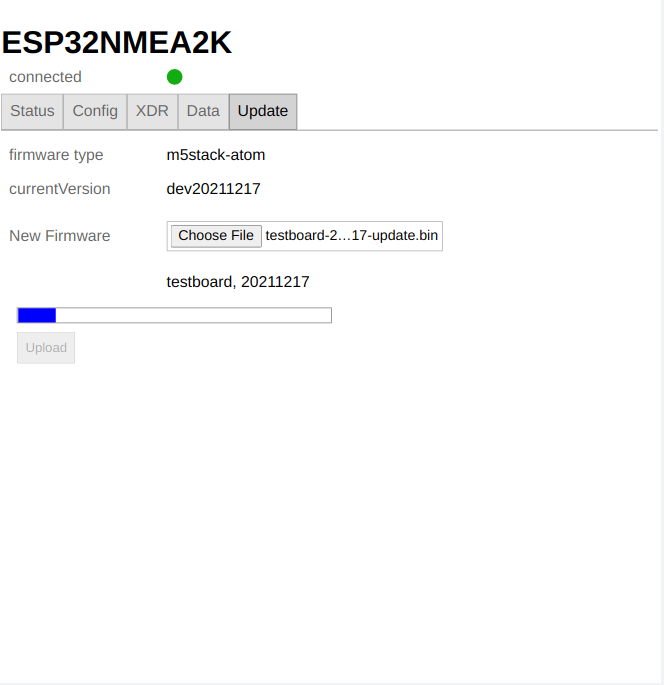 ESP32NMEA2K
connected
Status Config XDR Data Update
firmware type m5stack-atom
currentVersion dev20211217
New Firmware Choose File testboard-2…17-update.bin
testboard, 20211217
Upload